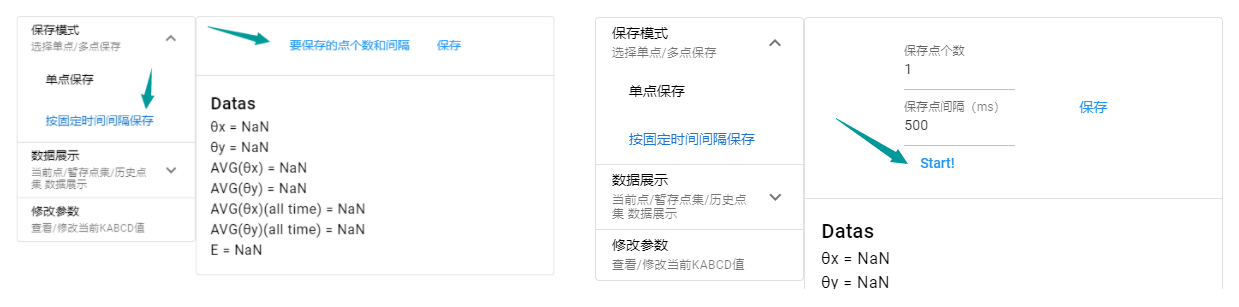 保存模式
选择单点/多点保存
单点保存
按固定时间间隔保存
数据展示
当前点/暂存点集/历史点
集 数据展示
修改参数
查看/修改当前KABCD值
要保存的点个数和间隔
保存
Datas
θx = NaN
θy = NaN
AVG(θx) = NaN
AVG(θy) = NaN
AVG(θx)(all time) = NaN
AVG(θy)(all time) = NaN
E = NaN
保存模式
选择单点/多点保存
单点保存
按固定时间间隔保存
数据展示
当前点/暂存点集/历史点
集 数据展示
修改参数
查看/修改当前KABCD值
保存点个数
1
保存点间隔（ms）
500
Start!
保存
Datas
θx = NaN
θy = NaN